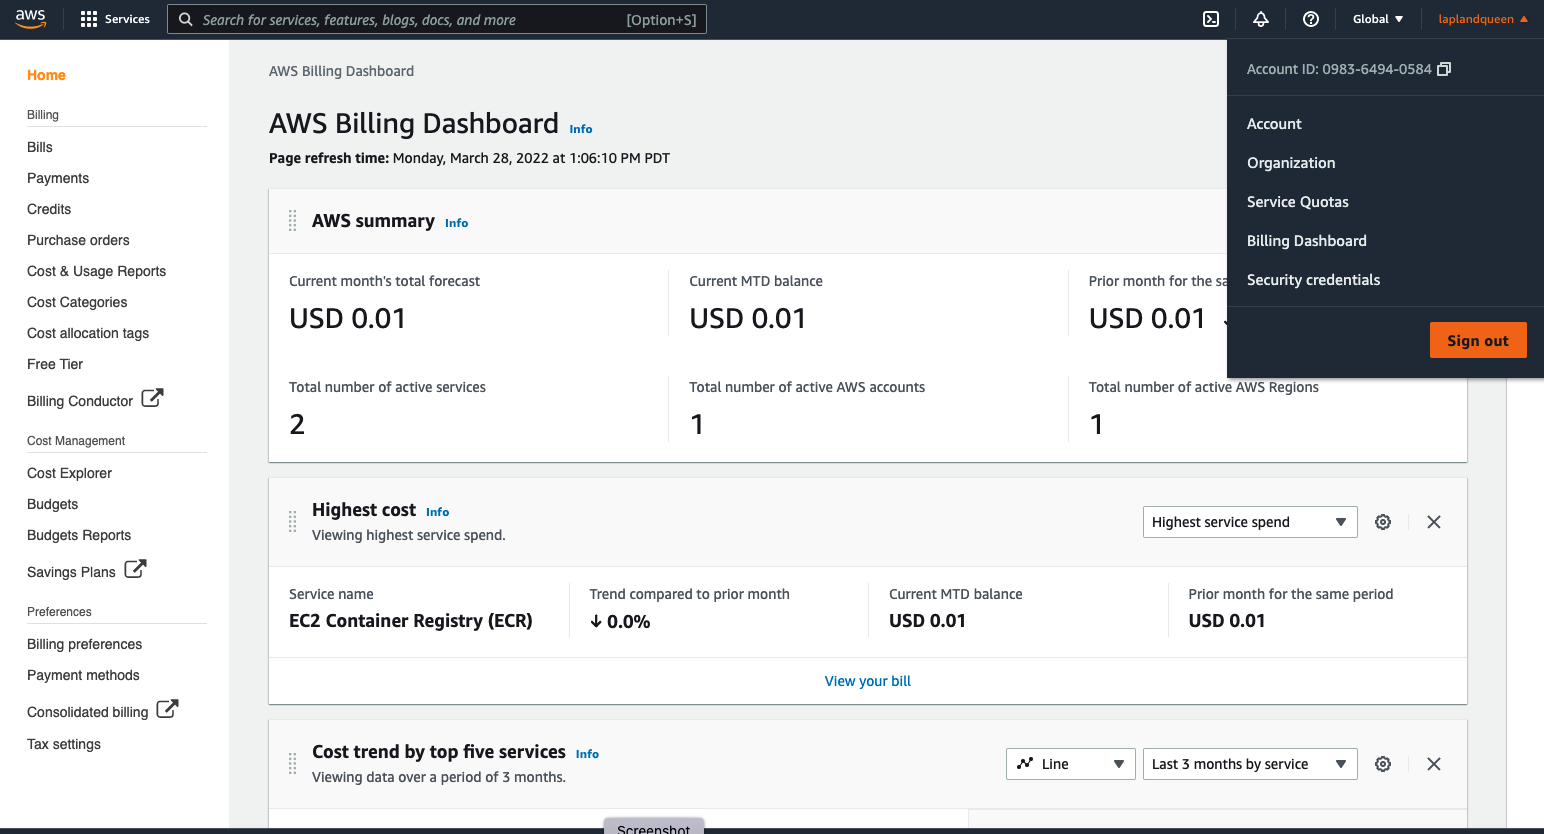 aws
Services
Search for services, features, blogs, docs, and more
[Option+S]
Global
laplandqueen
Account ID: 0983-6494-0584
Account
Organization
Service Quotas
Billing Dashboard
Security credentials
Sign out
Home
Billing
Bills
Payments
Credits
Purchase orders
Cost & Usage Reports
Cost Categories
Cost allocation tags
Free Tier
Billing Conductor
Cost Management
Cost Explorer
Budgets
Budgets Reports
Savings Plans
Preferences
Billing preferences
Payment methods
Consolidated billing
Tax settings
AWS Billing Dashboard
AWS Billing Dashboard Info
Page refresh time: Monday, March 28, 2022 at 1:06:10 PM PDT
AWS summary Info
Current month's total forecast
USD 0.01
Current MTD balance
USD 0.01
Prior month for the
USD 0.01
Total number of active services
2
Total number of active AWS accounts
1
Total number of active AWS Regions
1
Highest cost Info
Viewing highest service spend.
Highest service spend
Service name
EC2 Container Registry (ECR)
Trend compared to prior month
0.0%
Current MTD balance
USD 0.01
Prior month for the same period
USD 0.01
View your bill
Cost trend by top five services Info
Viewing data over a period of 3 months.
Line
Last 3 months by service
Screenshot